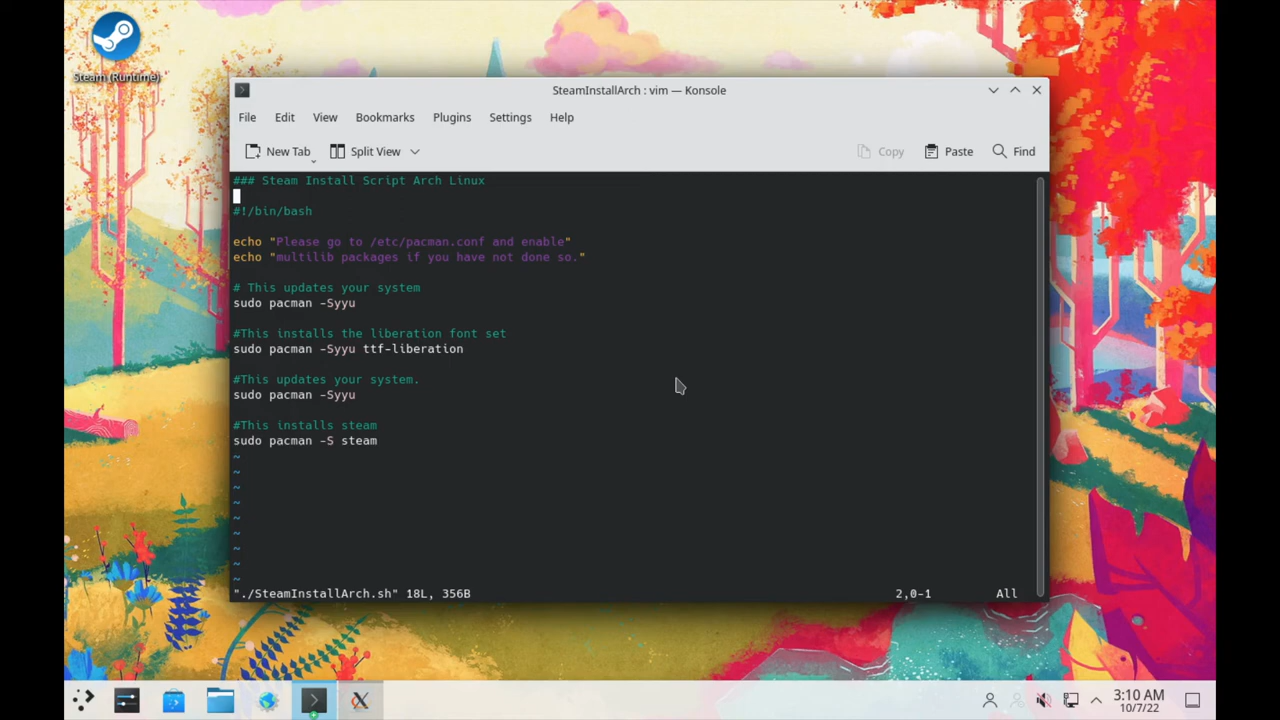 Steam (Runtime)
SteamInstallArch : vim — Konsole
File Edit View Bookmarks Plugins Settings Help
New Tab Split View Copy Paste Find
### Steam Install Script Arch Linux
#!/bin/bash
echo "Please go to /etc/pacman.conf and enable"
echo "multilib packages if you have not done so."
# This updates your system
sudo pacman -Syyu
#This installs the liberation font set
sudo pacman -Syyu ttf-liberation
#This updates your system.
sudo pacman -Syyu
#This installs steam
sudo pacman -S steam
~
~
~
~
~
~
~
~
~
"./SteamInstallArch.sh" 18L, 356B 2,0-1 All
3:10 AM
10/7/22